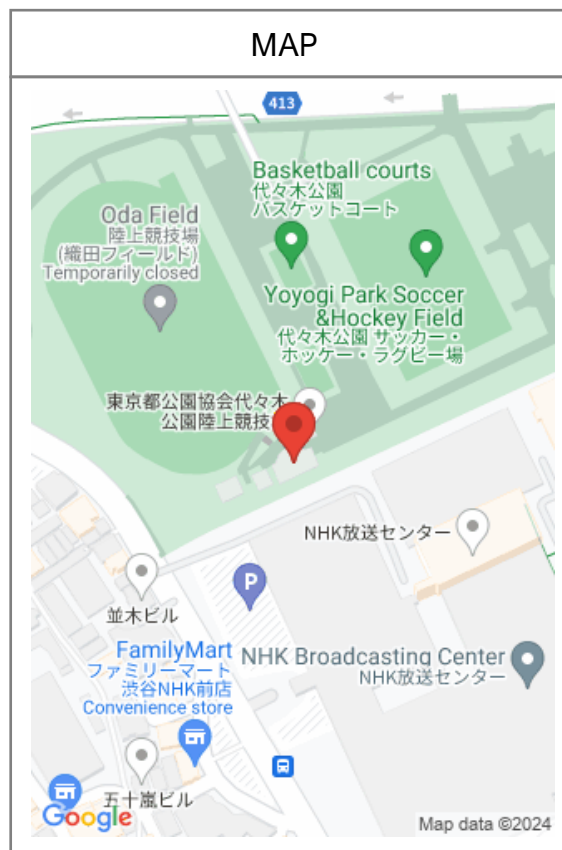 MAP
413
Basketball courts
代々木公園
バスケットコート
Oda Field
陸上競技場
(織田フィールド)
Temporarily closed
Yoyogi Park Soccer
&Hockey Field
代々木公園 サッカー・
ホッケー・ラグビー場
東京都公園協会代々木
公園陸上競技
NHK放送センター
P
並木ビル
FamilyMart
ファミリーマート
渋谷NHK前店
Convenience store
NHK Broadcasting Center
NHK放送センター
五十嵐ビル
Google
Map data ©2024